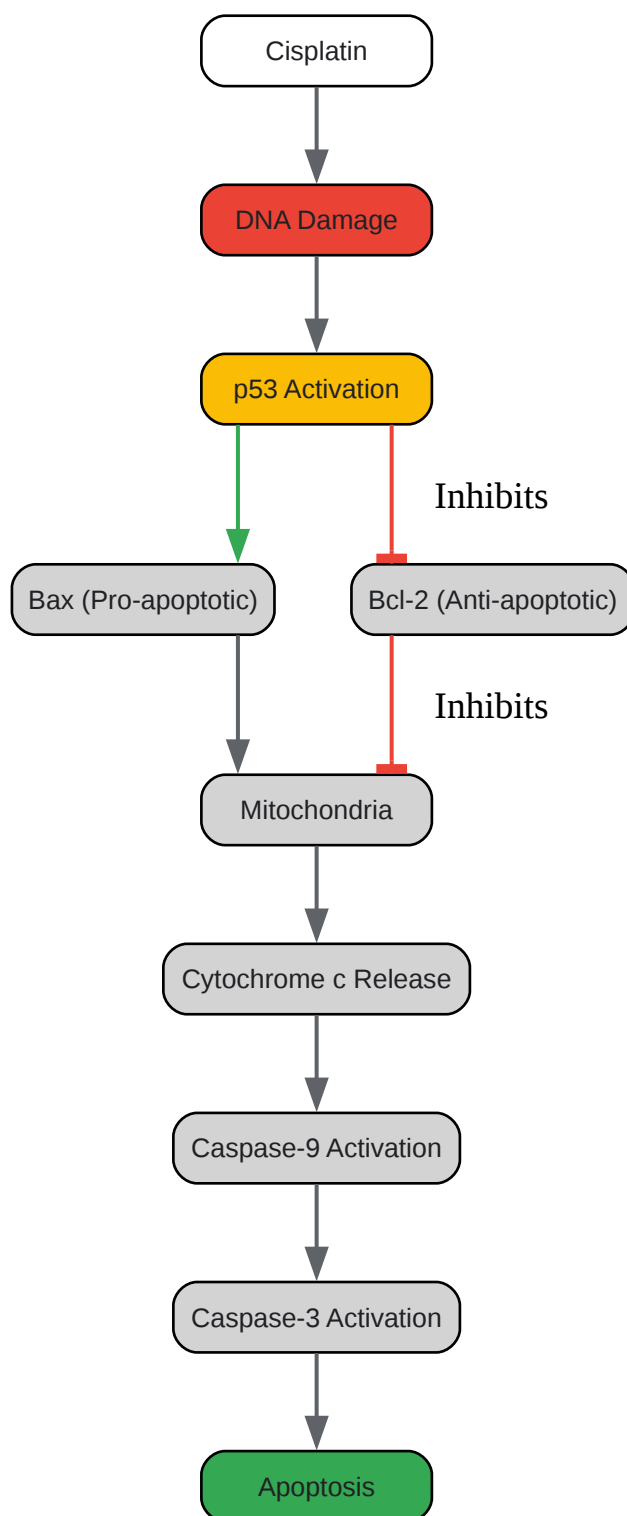 Cisplatin
DNA Damage
p53 Activation
Inhibits
Bax (Pro-apoptotic)
Bcl-2 (Anti-apoptotic)
Inhibits
Mitochondria
Cytochrome c Release
Caspase-9 Activation
Caspase-3 Activation
Apoptosis